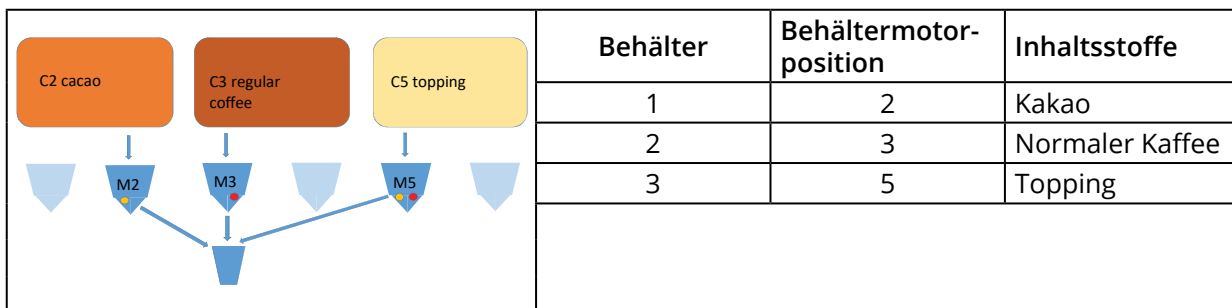 C2 cacao
C3 regular
coffee
C5 topping
M2
M3
M5
Behälter
Behältermotor-
position
Inhaltsstoffe
1
2
Kakao
2
3
Normaler Kaffee
3
5
Topping